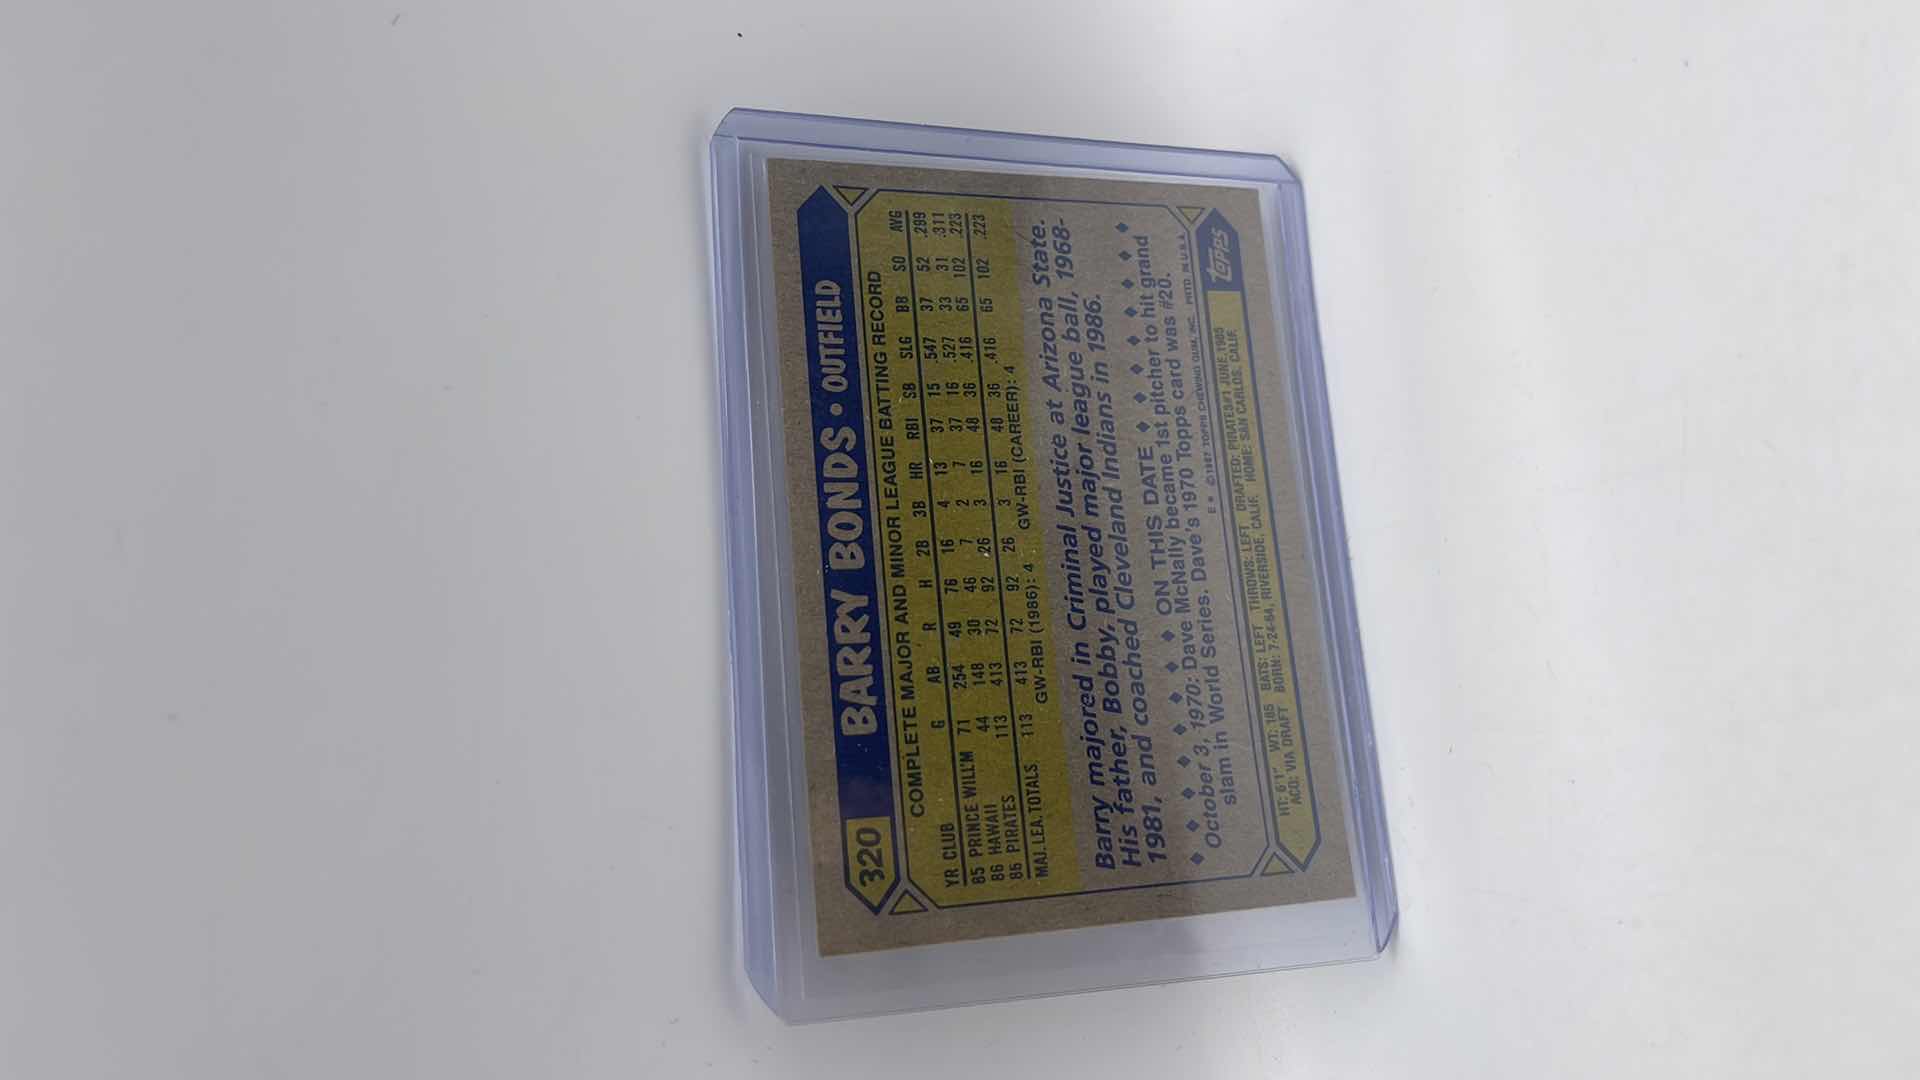 320 BARRY BONDS • OUTFIELD
COMPLETE MAJOR AND MINOR LEAGUE BATTING RECORD
YR CLUB G AB R H 2B 3B HR RBI SB SLG BB SO AVG
85 PRINCE WILL'M 71 254 49 76 16 4 13 37 15 .547 37 52 .299
86 HAWAII 44 148 30 46 7 2 7 37 16 .527 33 31 .311
86 PIRATES 113 413 72 92 26 3 16 48 36 .416 65 102 .223
MAJ. LEA. TOTALS 113 413 72 92 26 3 16 48 36 .416 65 102 .223
GW-RBI (1986): 4 GW-RBI (CAREER): 4
Barry majored in Criminal Justice at Arizona State.
His father, Bobby, played major league ball, 1968-
1981, and coached Cleveland Indians in 1986.
ON THIS DATE
October 3, 1970: Dave McNally became 1st pitcher to hit grand
slam in World Series. Dave's 1970 Topps card was #20.
E * © 1987 TOPPS CHEWING GUM, INC. PRTD. IN U.S.A.
HT: 6'1" WT: 185 BATS: LEFT THROWS: LEFT DRAFTED: PIRATES #1 JUNE, 1985
ACQ: VIA DRAFT BORN: 7-24-64, RIVERSIDE, CALIF. HOME: SAN CARLOS, CALIF.
TOPPS